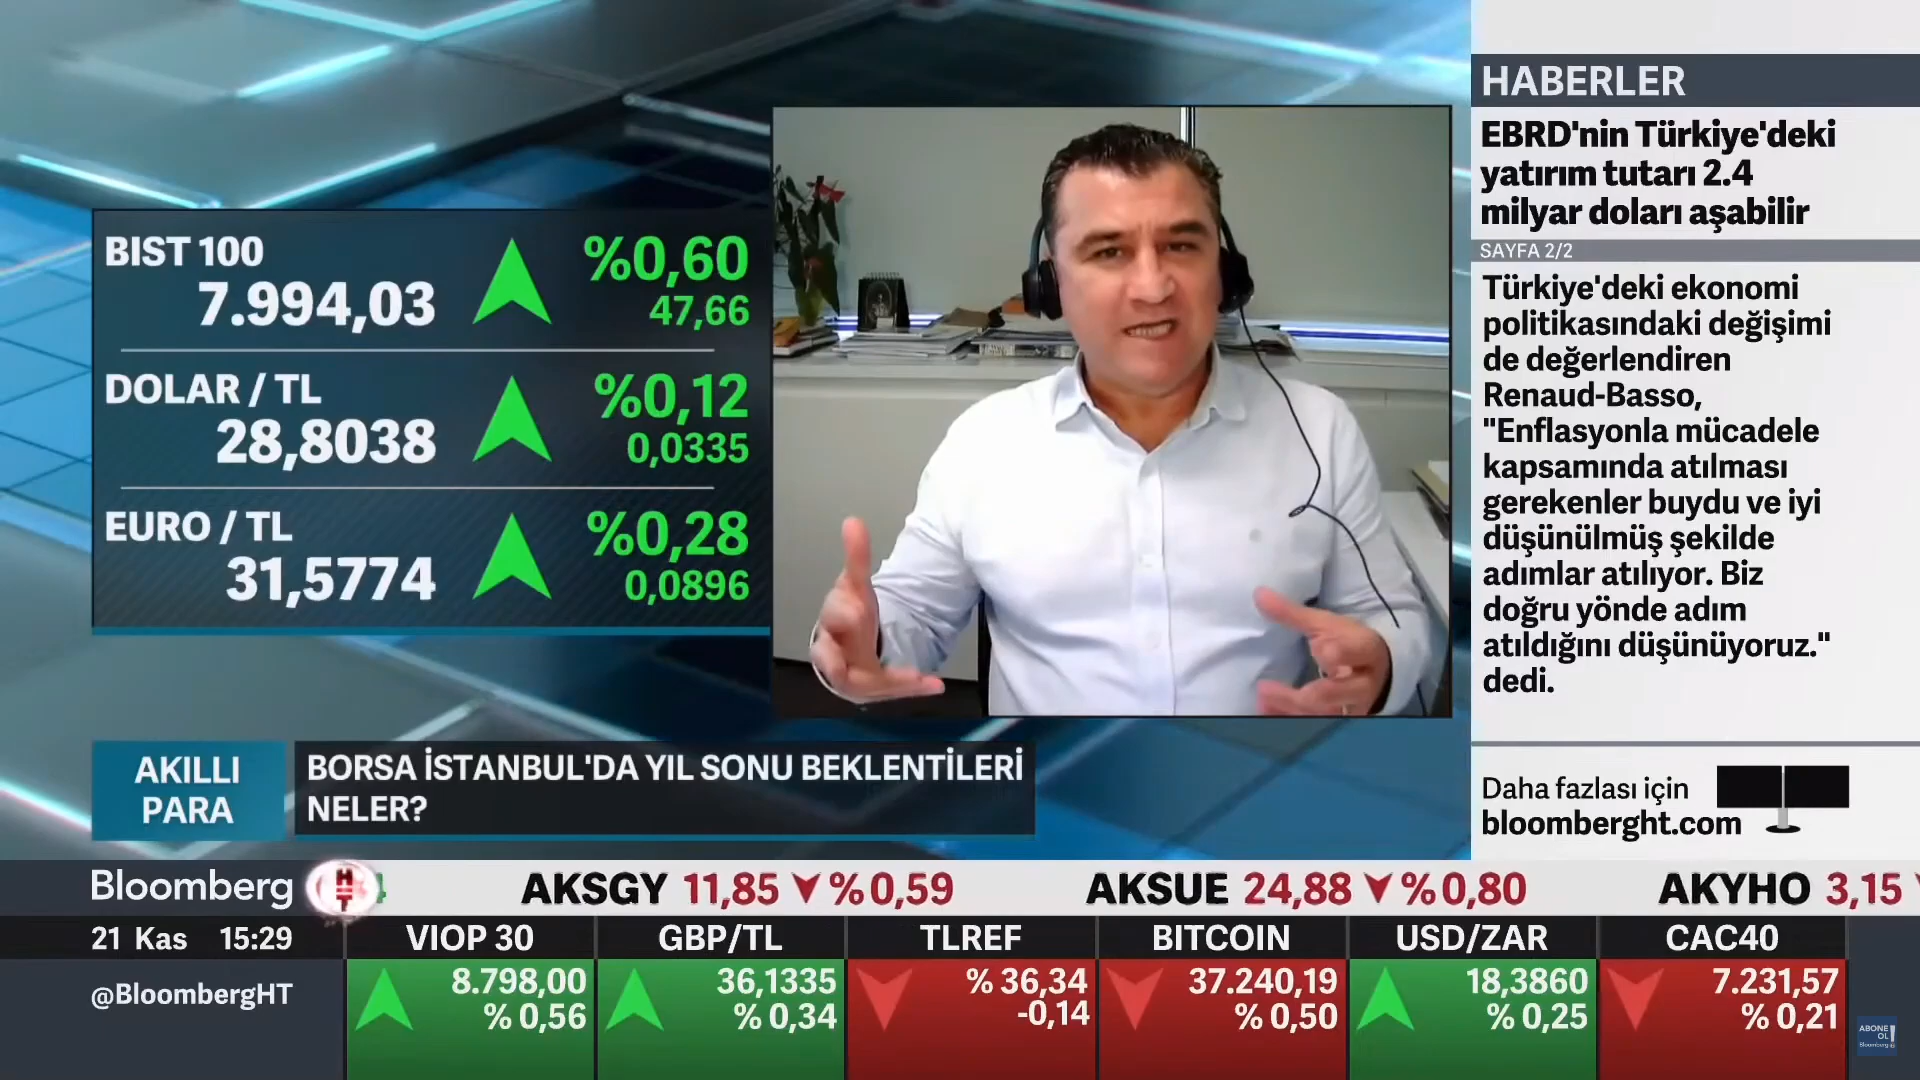 BIST 100
7.994,03
%0,60
47,66
DOLAR / TL
28,8038
%0,12
0,0335
EURO / TL
31,5774
%0,28
0,0896
HABERLER
EBRD'nin Türkiye'deki
yatırım tutarı 2.4
milyar doları aşabilir
SAYFA 2/2
Türkiye'deki ekonomi
politikasındaki değişimi
de değerlendiren
Renaud-Basso,
"Enflasyonla mücadele
kapsamında atılması
gerekenler buydu ve iyi
düşünülmüş şekilde
adımlar atılıyor. Biz
doğru yönde adım
atıldığını düşünüyoruz."
dedi.
Daha fazlası için
bloomberght.com
AKILLI
PARA
BORSA İSTANBUL'DA YIL SONU BEKLENTİLERİ
NELER?
Bloomberg HT
AKSGY 11,85 %0,59 AKSUE 24,88 %0,80 AKYHO 3,15
21 Kas 15:29
@BloombergHT
VIOP 30
8.798,00
% 0,56
GBP/TL
36,1335
% 0,34
TLREF
% 36,34
-0,14
BITCOIN
37.240,19
% 0,50
USD/ZAR
18,3860
% 0,25
CAC40
7.231,57
% 0,21
ABONE
OL!